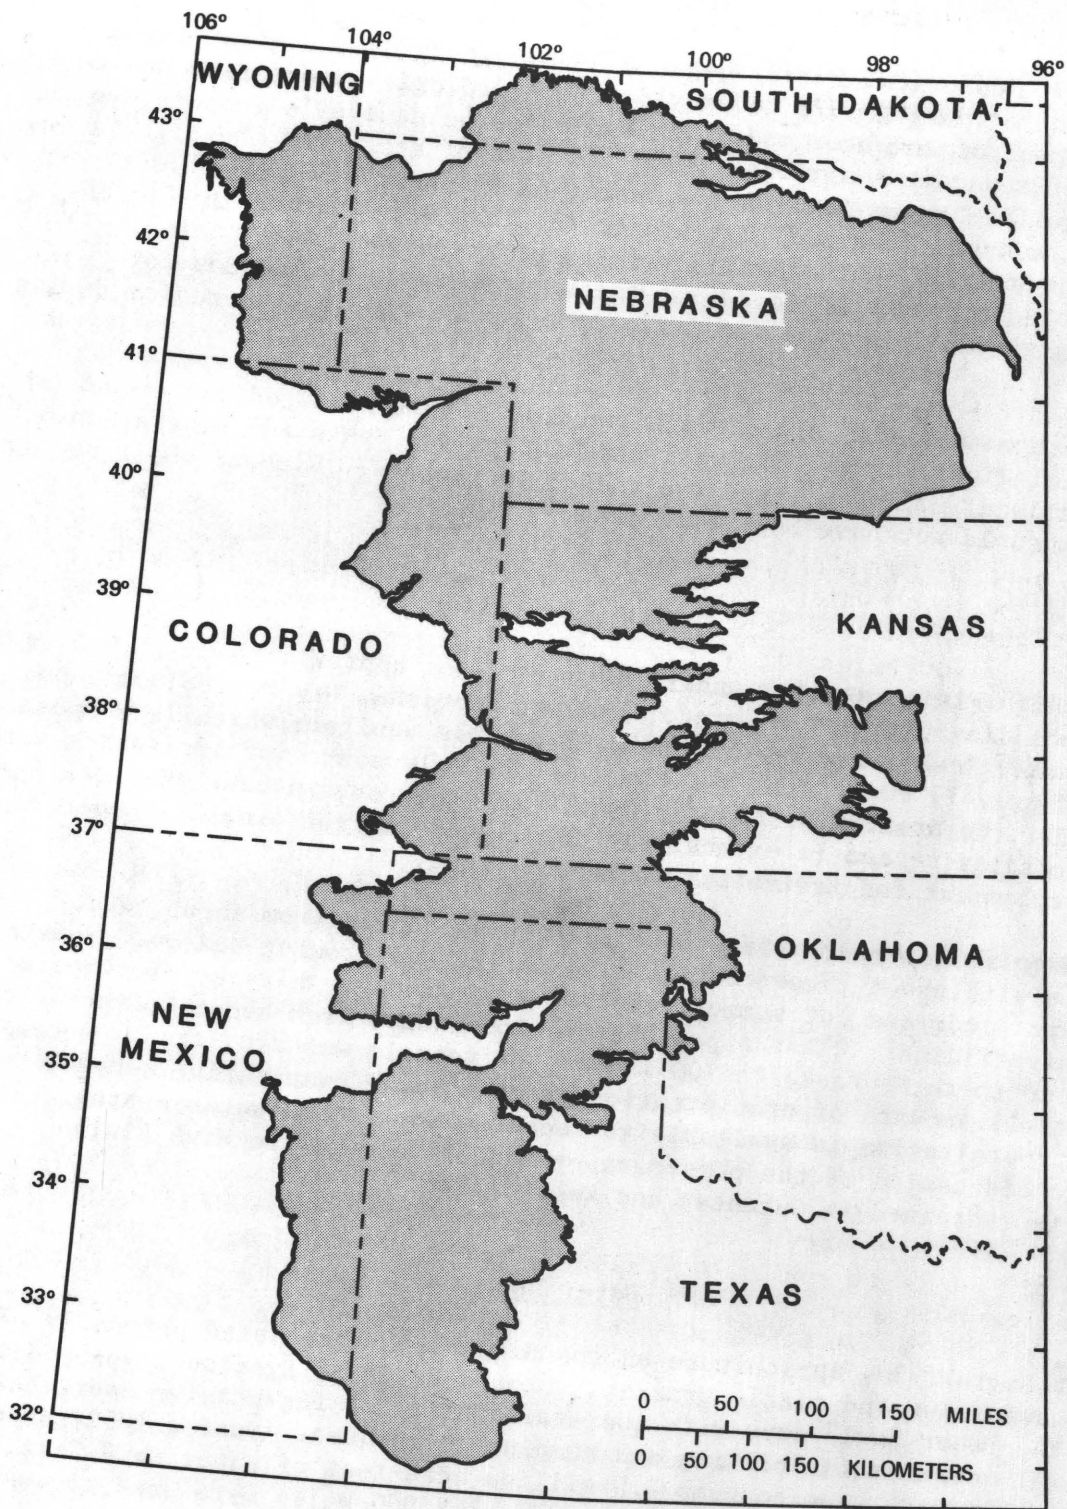 106°
104°
102°
100°
98°
96°
WYOMING
SOUTH DAKOTA
43°
42°
NEBRASKA
41°
40°
39°
KANSAS
COLORADO
38°
37°
36°
OKLAHOMA
NEW
MEXICO
35°
34°
TEXAS
33°
32°
0 50 100 150 MILES
0 50 100 150 KILOMETERS